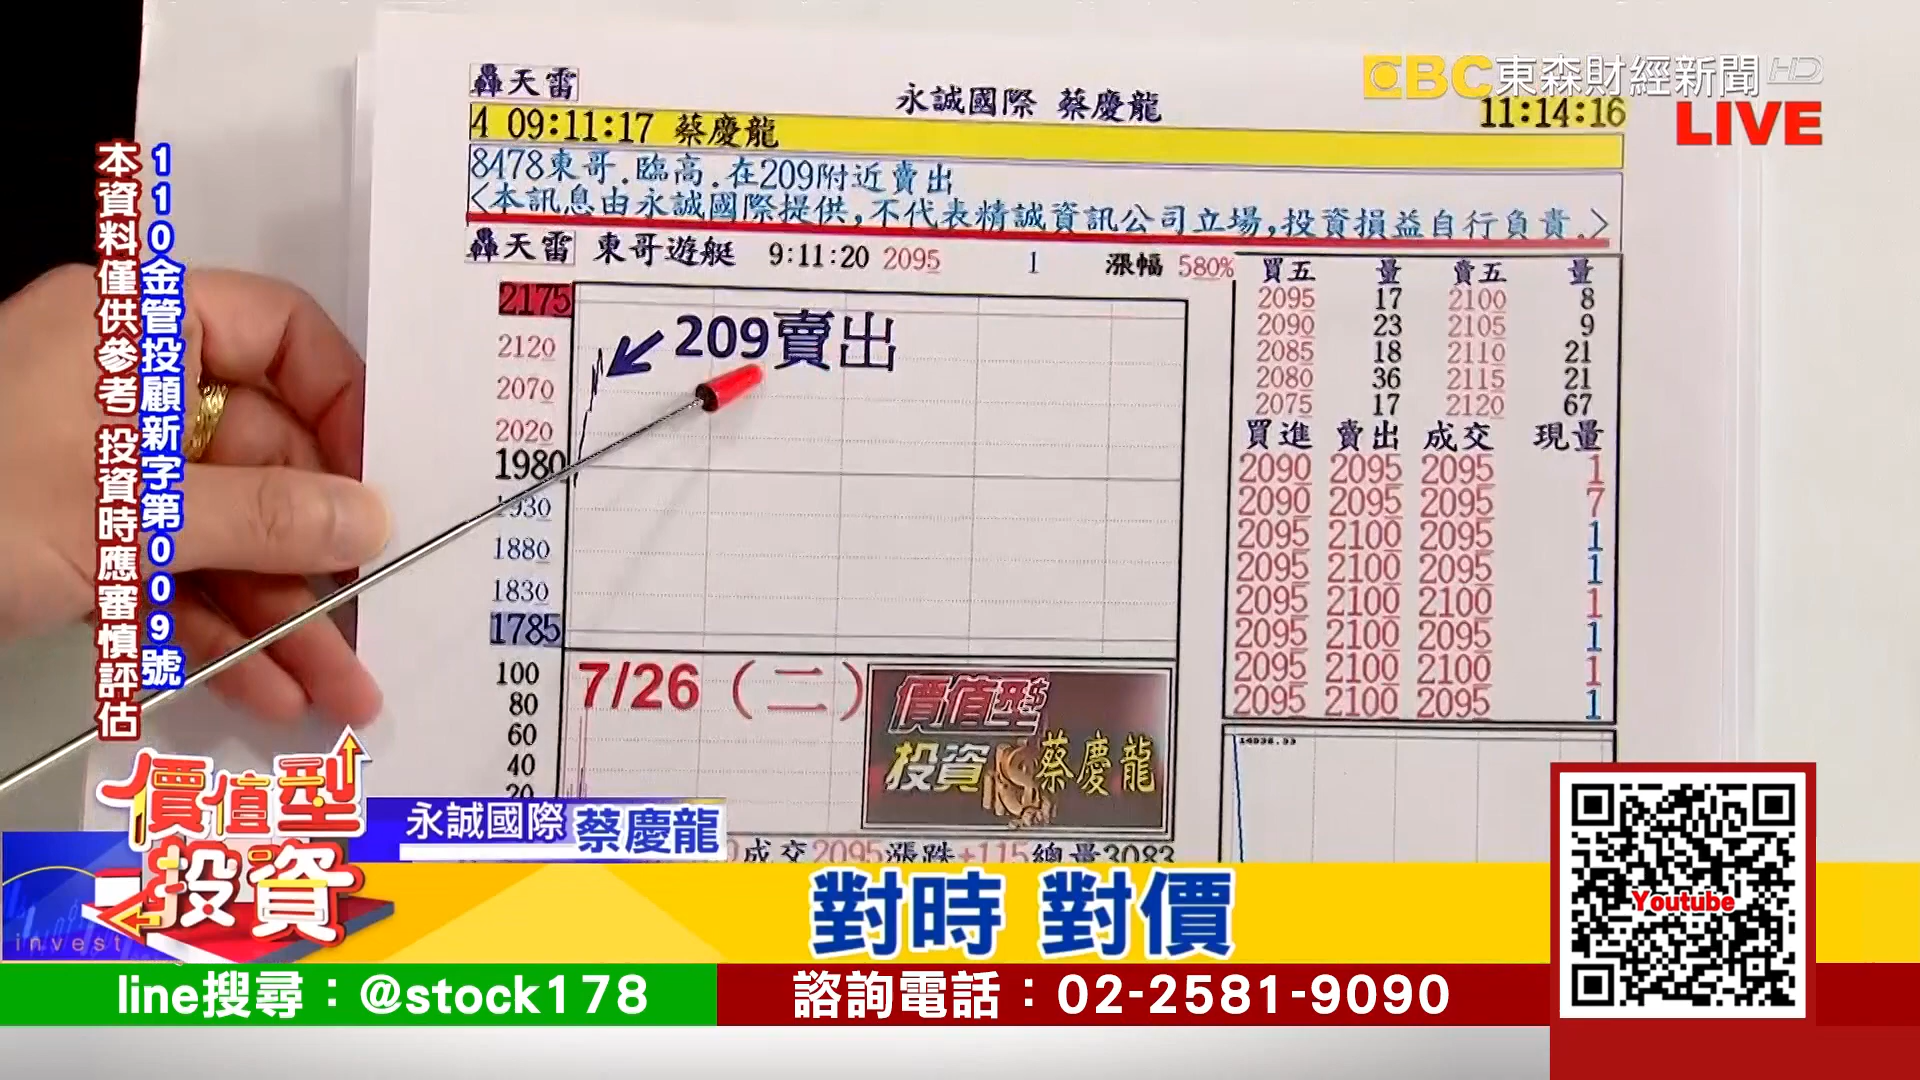 EBC東森財經新聞HD
LIVE
本資料僅供參考 投資時應審慎評估
110金管投顧新字第009號
轟天雷
永誠國際 蔡慶龍
11:14:16
4 09:11:17 蔡慶龍
8478東哥.臨高.在209附近賣出
<本訊息由永誠國際提供,不代表精誠資訊公司立場,投資損益自行負責.>
轟天雷 東哥遊艇 9:11:20 2095 1 漲幅 580%
2175
2120
2070
2020
1980
1930
1880
1830
1785
100
80
60
40
20
209賣出
7/26(二)
價值型
投資 蔡慶龍
買五 量 賣五 量
2095 17 2100 8
2090 23 2105 9
2085 18 2110 21
2080 36 2115 21
2075 17 2120 67
買進 賣出 成交 現量
2090 2095 2095 1
2090 2095 2095 7
2095 2100 2095 1
2095 2100 2095 1
2095 2100 2100 1
2095 2100 2095 1
2095 2100 2100 1
2095 2100 2095 1
成交2095漲跌+115總量3083
價值型
投資
invest
永誠國際 蔡慶龍
對時 對價
Youtube
line搜尋：@stock178
諮詢電話：02-2581-9090